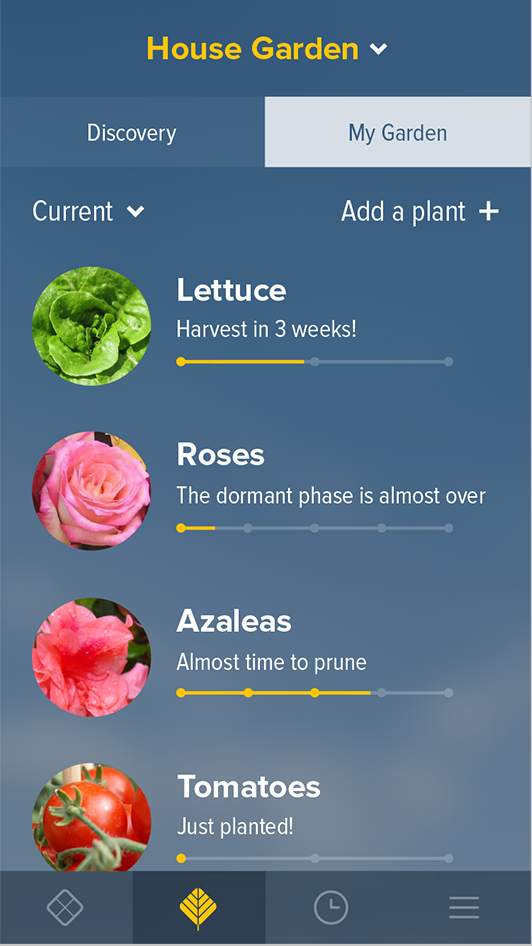 House Garden
Discovery
My Garden
Current
Add a plant +
Lettuce
Harvest in 3 weeks!
Roses
The dormant phase is almost over
Azaleas
Almost time to prune
Tomatoes
Just planted!